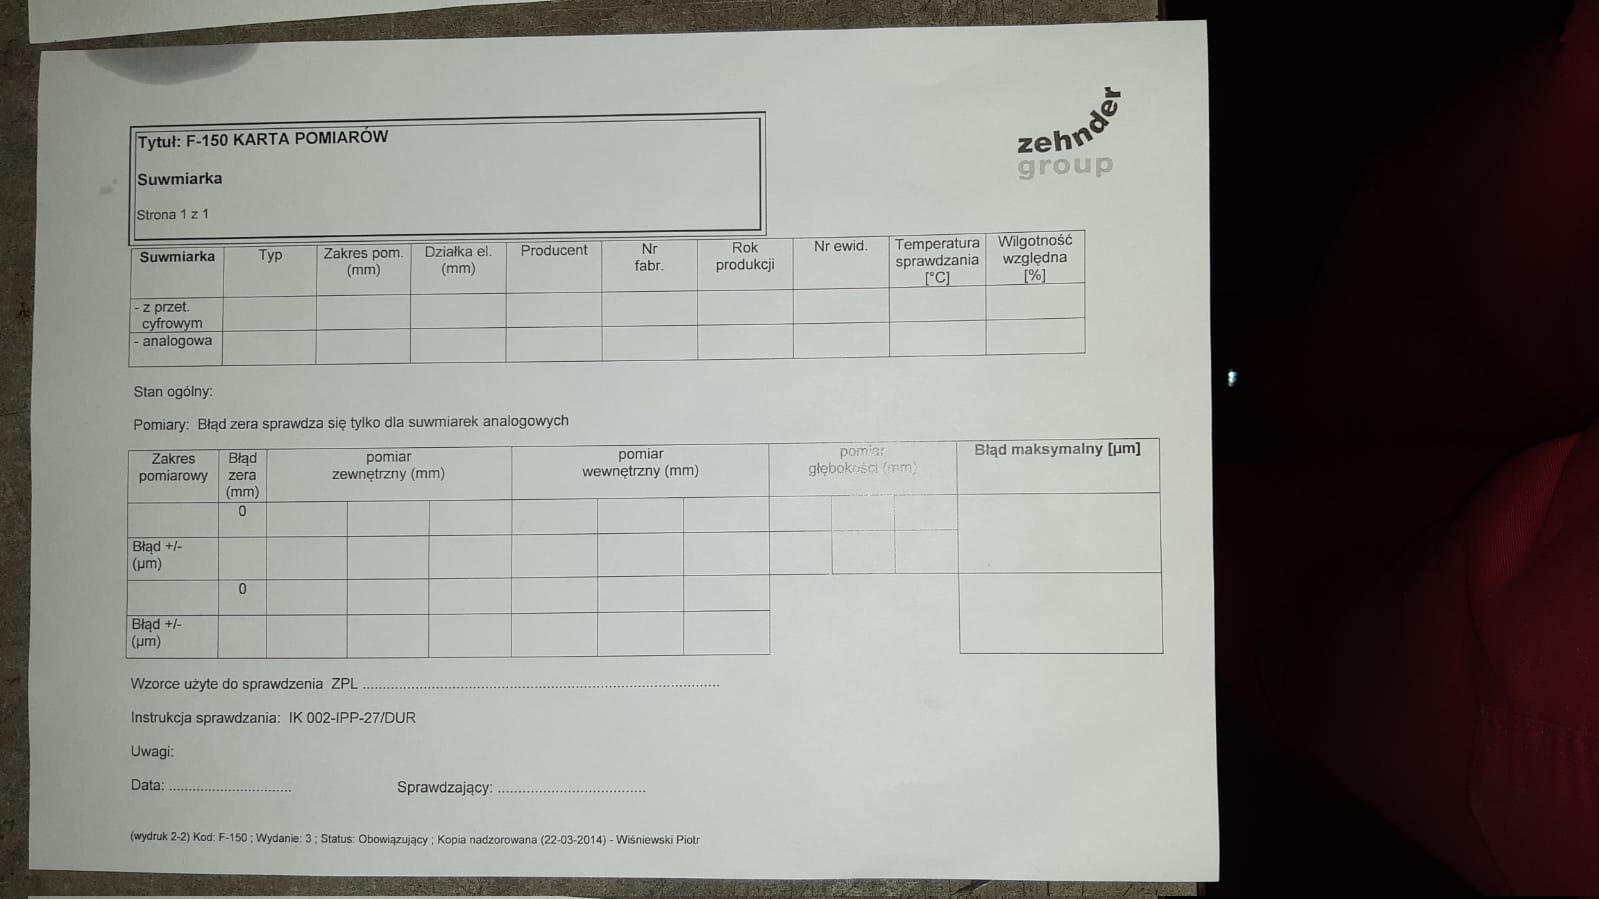 zehnder
group
Tytuł: F-150 KARTA POMIARÓW
Suwmiarka
Strona 1 z 1
Suwmiarka Typ Zakres pom. (mm) Działka el. (mm) Producent Nr fabr. Rok produkcji Nr ewid. Temperatura sprawdzania [°C] Wilgotność względna [%]
- z przet. cyfrowym
- analogowa
Stan ogólny:
Pomiary: Błąd zera sprawdza się tylko dla suwmiarek analogowych
Zakres pomiarowy Błąd zera (mm) pomiar zewnętrzny (mm) pomiar wewnętrzny (mm) pomiar głębokości (mm) Błąd maksymalny [µm]
0
Błąd +/- (µm)
0
Błąd +/- (µm)
Wzorce użyte do sprawdzenia ZPL ..........................................................................................
Instrukcja sprawdzania: IK 002-IPP-27/DUR
Uwagi:
Data: ............................... Sprawdzający: .....................................
(wydruk 2-2) Kod: F-150 ; Wydanie: 3 ; Status: Obowiązujący ; Kopia nadzorowana (22-03-2014) - Wiśniewski Piotr